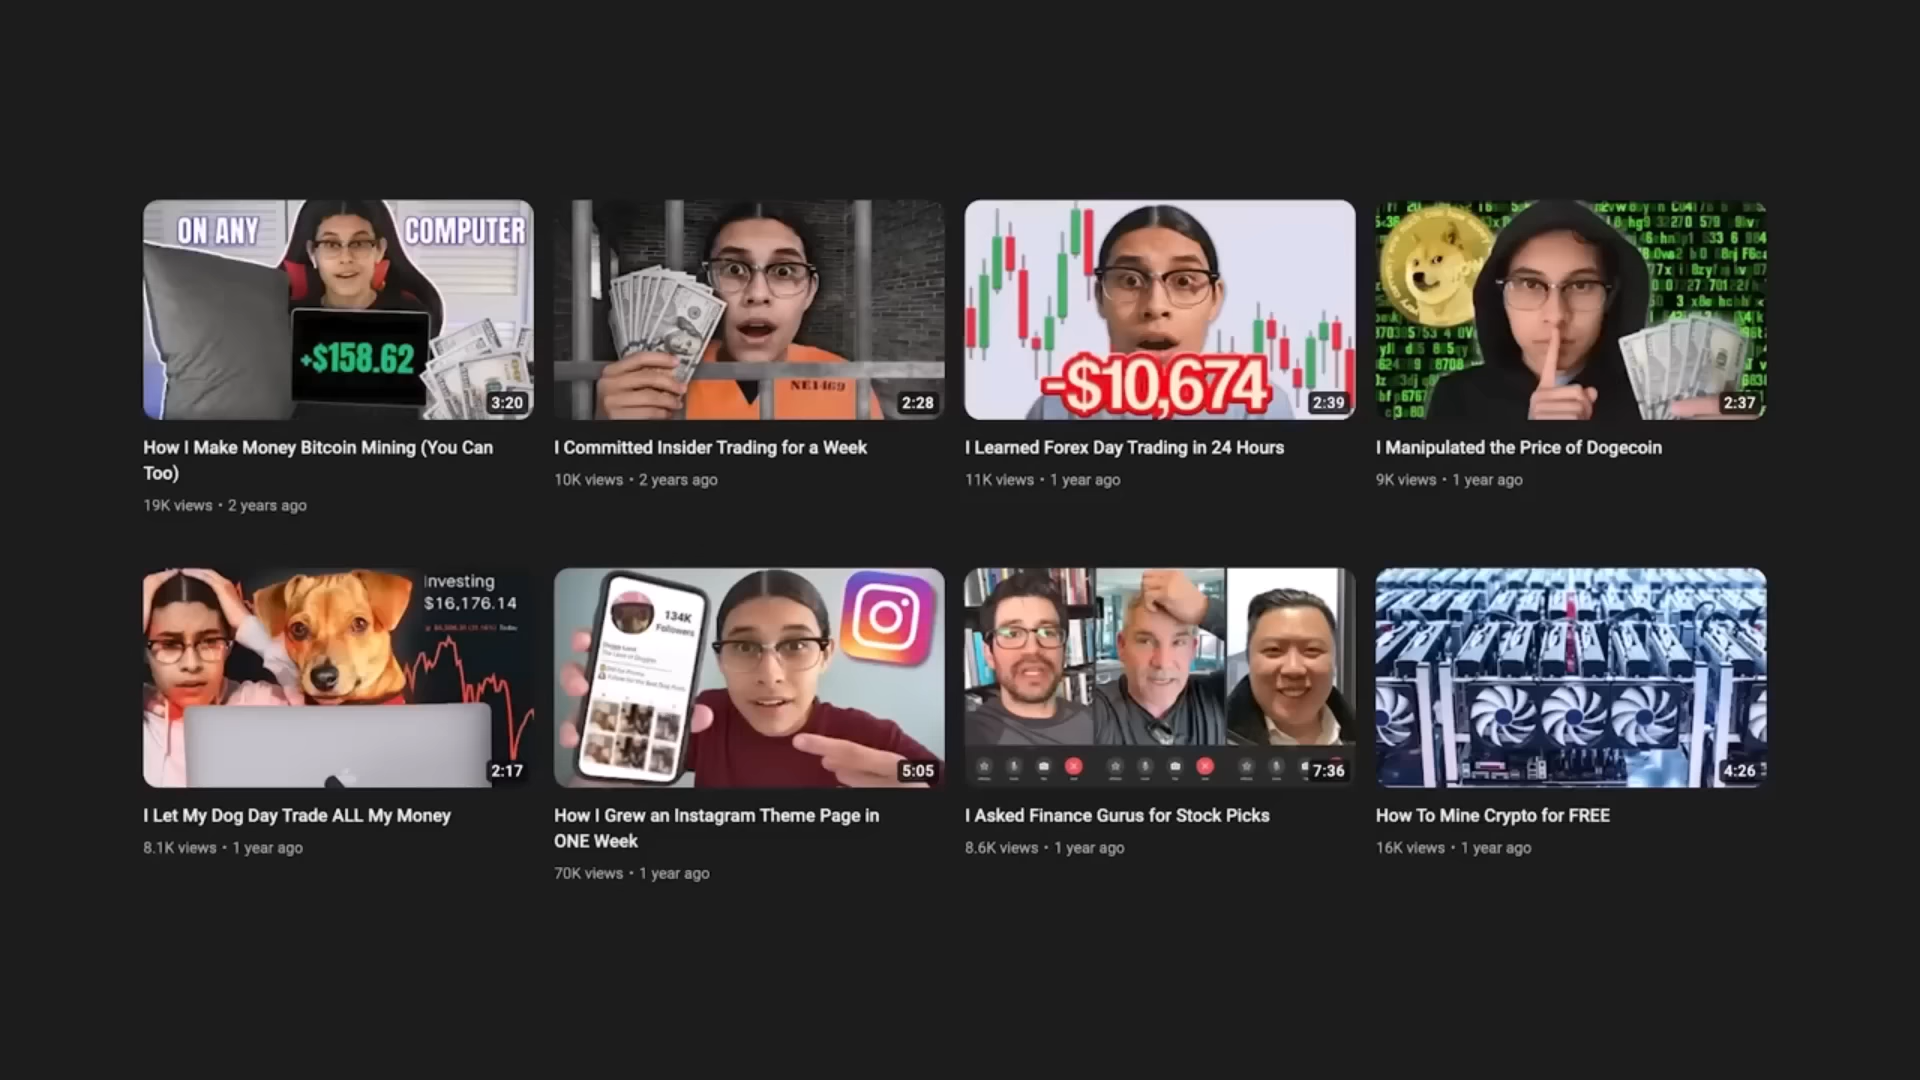 ON ANY COMPUTER
+$158.62
3:20
NE1469
2:28
-$10,674
2:39
2:37
How I Make Money Bitcoin Mining (You Can
Too)
19K views • 2 years ago
I Committed Insider Trading for a Week
10K views • 2 years ago
I Learned Forex Day Trading in 24 Hours
11K views • 1 year ago
I Manipulated the Price of Dogecoin
9K views • 1 year ago
Investing
$16,176.14
2:17
134K
Followers
5:05
7:36
4:26
I Let My Dog Day Trade ALL My Money
8.1K views • 1 year ago
How I Grew an Instagram Theme Page in
ONE Week
70K views • 1 year ago
I Asked Finance Gurus for Stock Picks
8.6K views • 1 year ago
How To Mine Crypto for FREE
16K views • 1 year ago